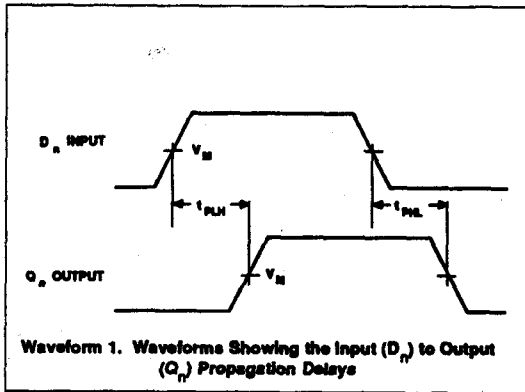 Dn INPUT
VM
tPLH
tPHL
Qn OUTPUT
VM
Waveform 1. Waveforms Showing the Input (Dn) to Output
(Qn) Propagation Delays